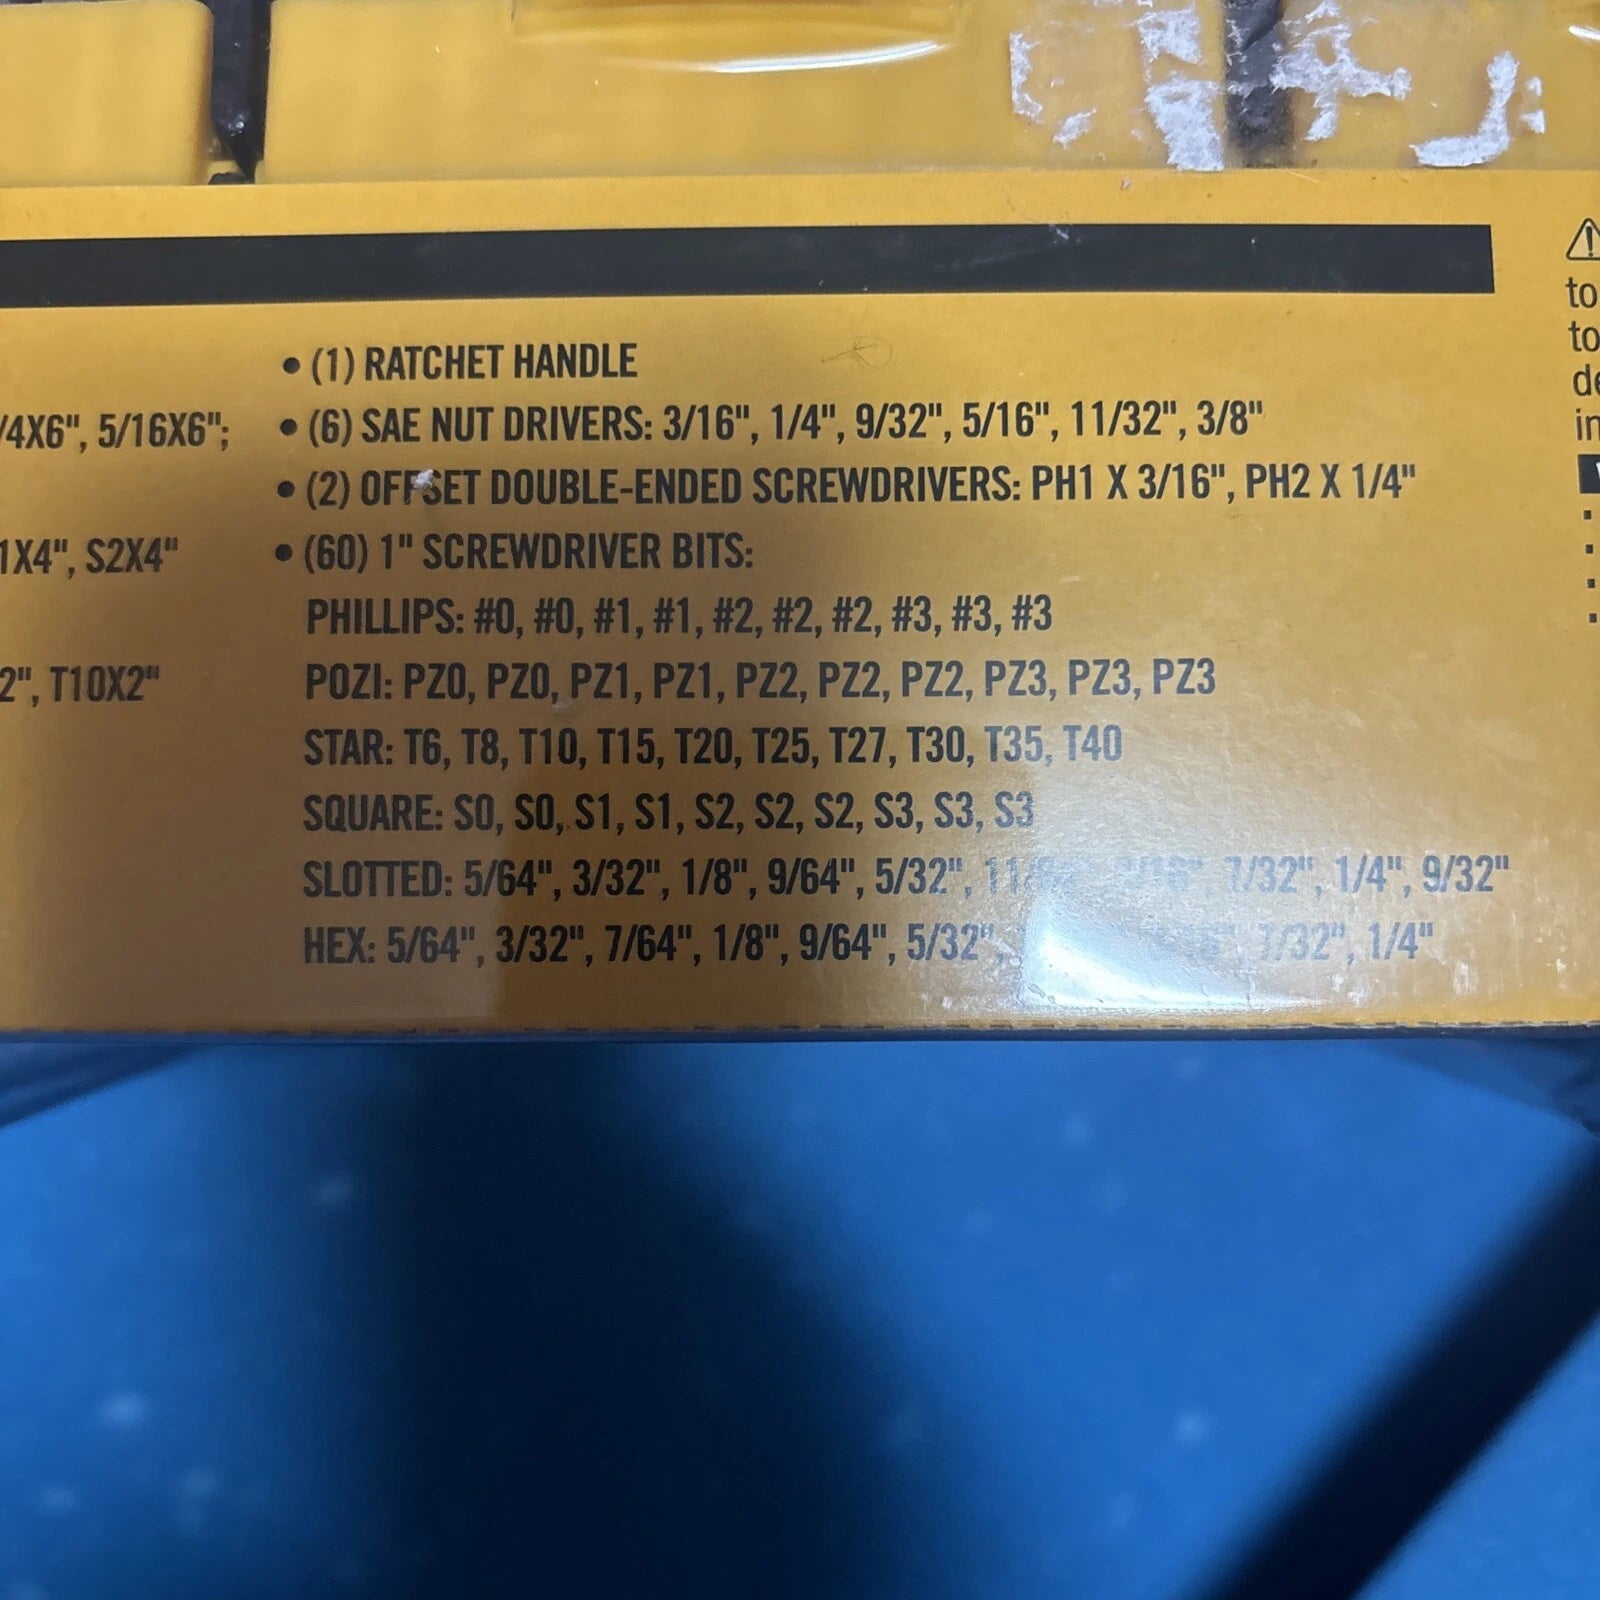 • (1) RATCHET HANDLE
/4X6", 5/16X6";
• (6) SAE NUT DRIVERS: 3/16", 1/4", 9/32", 5/16", 11/32", 3/8"
• (2) OFFSET DOUBLE-ENDED SCREWDRIVERS: PH1 X 3/16", PH2 X 1/4"
1X4", S2X4"
• (60) 1" SCREWDRIVER BITS:
PHILLIPS: #0, #0, #1, #1, #2, #2, #2, #3, #3, #3
2", T10X2"
POZI: PZ0, PZ0, PZ1, PZ1, PZ2, PZ2, PZ2, PZ3, PZ3, PZ3
STAR: T6, T8, T10, T15, T20, T25, T27, T30, T35, T40
SQUARE: S0, S0, S1, S1, S2, S2, S2, S3, S3, S3
SLOTTED: 5/64", 3/32", 1/8", 9/64", 5/32", 7/32", 1/4", 9/32"
HEX: 5/64", 3/32", 7/64", 1/8", 9/64", 5/32", 7/32", 1/4"
to
to
de
in